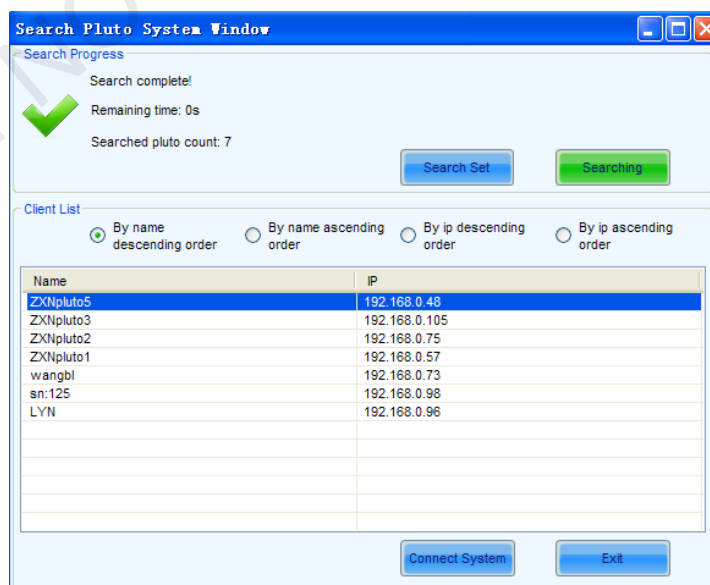 Search Pluto System Window
Search Progress
Search complete!
Remaining time: 0s
Searched pluto count: 7
Search Set
Searching
Client List
By name
descending order
By name ascending
order
By ip descending
order
By ip ascending
order
Name IP
ZXNpluto5 192.168.0.48
ZXNpluto3 192.168.0.105
ZXNpluto2 192.168.0.75
ZXNpluto1 192.168.0.57
wangbl 192.168.0.73
sn:125 192.168.0.98
LYN 192.168.0.96
Connect System
Exit